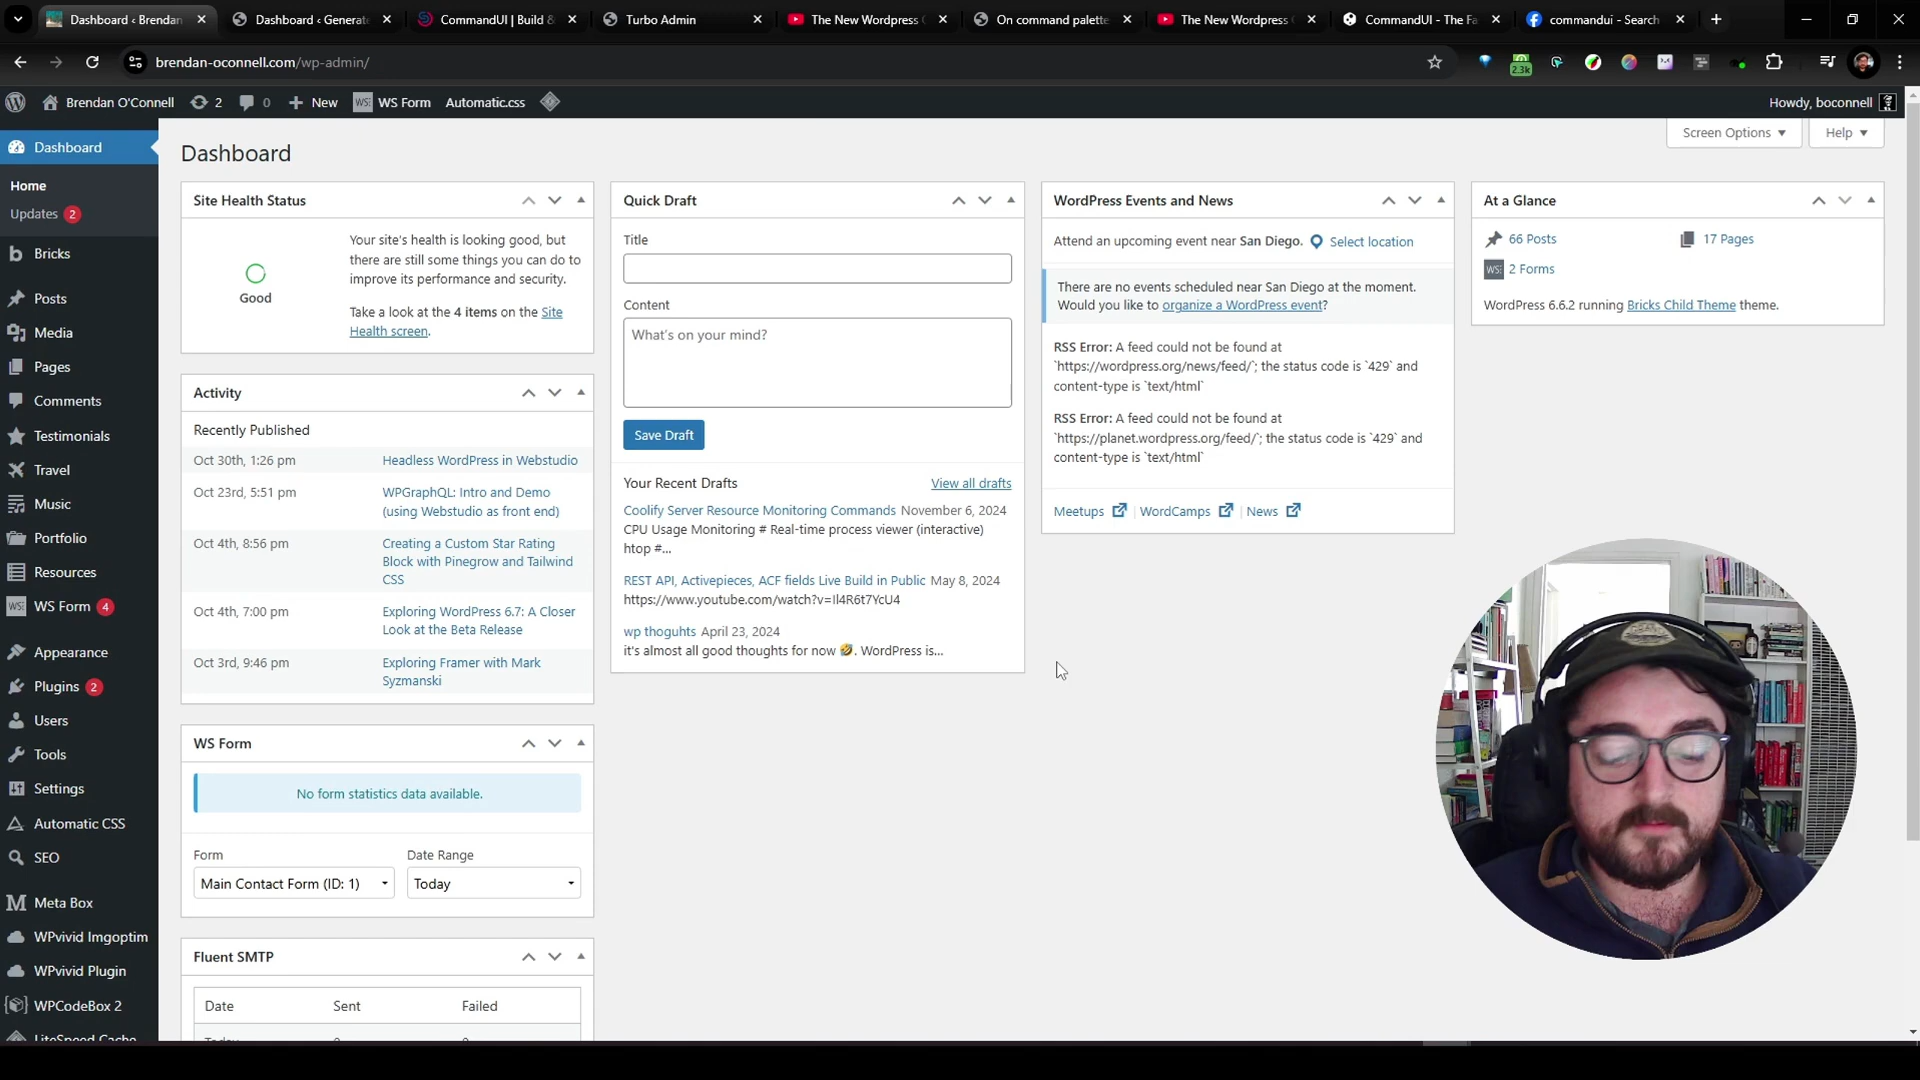 Dashboard ‹ Brendan
Dashboard ‹ Generate
CommandUI | Build &
Turbo Admin
The New Wordpress
On command palette
The New Wordpress
CommandUI - The Fa
commandui - Search
brendan-oconnell.com/wp-admin/
2.3k
Brendan O'Connell
2
0
New
WS Form
Automatic.css
Howdy, boconnell
Dashboard
Home
Updates 2
Bricks
Posts
Media
Pages
Comments
Testimonials
Travel
Music
Portfolio
Resources
WS Form 4
Appearance
Plugins 2
Users
Tools
Settings
Automatic CSS
SEO
Meta Box
WPvivid Imgoptim
WPvivid Plugin
WPCodeBox 2
LiteSpeed Cache
Screen Options
Help
Dashboard
Site Health Status
Good
Your site's health is looking good, but
there are still some things you can do to
improve its performance and security.
Take a look at the 4 items on the Site
Health screen.
Activity
Recently Published
Oct 30th, 1:26 pm Headless WordPress in Webstudio
Oct 23rd, 5:51 pm WPGraphQL: Intro and Demo
(using Webstudio as front end)
Oct 4th, 8:56 pm Creating a Custom Star Rating
Block with Pinegrow and Tailwind
CSS
Oct 4th, 7:00 pm Exploring WordPress 6.7: A Closer
Look at the Beta Release
Oct 3rd, 9:46 pm Exploring Framer with Mark
Syzmanski
WS Form
No form statistics data available.
Form Date Range
Main Contact Form (ID: 1) Today
Fluent SMTP
Date Sent Failed
Quick Draft
Title
Content
What's on your mind?
Save Draft
Your Recent Drafts View all drafts
Coolify Server Resource Monitoring Commands November 6, 2024
CPU Usage Monitoring # Real-time process viewer (interactive)
htop #...
REST API, Activepieces, ACF fields Live Build in Public May 8, 2024
https://www.youtube.com/watch?v=Il4R6t7YcU4
wp thoguhts April 23, 2024
it's almost all good thoughts for now 🤣. WordPress is...
WordPress Events and News
Attend an upcoming event near San Diego. Select location
There are no events scheduled near San Diego at the moment.
Would you like to organize a WordPress event?
RSS Error: A feed could not be found at
`https://wordpress.org/news/feed/`; the status code is `429` and
content-type is `text/html`
RSS Error: A feed could not be found at
`https://planet.wordpress.org/feed/`; the status code is `429` and
content-type is `text/html`
Meetups | WordCamps | News
At a Glance
66 Posts 17 Pages
2 Forms
WordPress 6.6.2 running Bricks Child Theme theme.